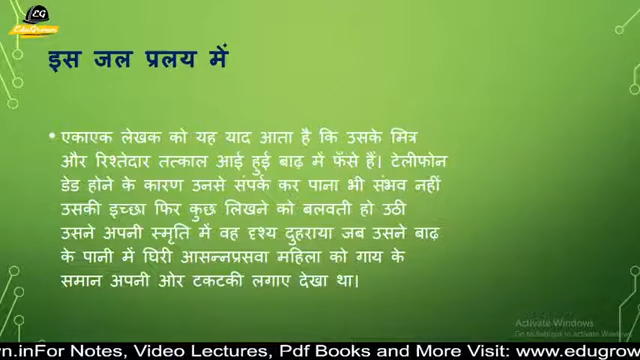 EG
EduGrown
इस जल प्रलय में
• एकाएक लेखक को यह याद आता है कि उसके मित्र
और रिश्तेदार तत्काल आई हुई बाढ़ में फँसे हैं। टेलीफोन
डेड होने के कारण उनसे संपर्क कर पाना भी संभव नहीं
उसकी इच्छा फिर कुछ लिखने को बलवती हो उठी
उसने अपनी स्मृति में वह दृश्य दुहराया जब उसने बाढ़
के पानी में घिरी आसन्नप्रसवा महिला को गाय के
समान अपनी ओर टकटकी लगाए देखा था।
Activate Windows
Go to Settings to activate Windows.
n.inFor Notes, Video Lectures, Pdf Books and More Visit: www.edugrow